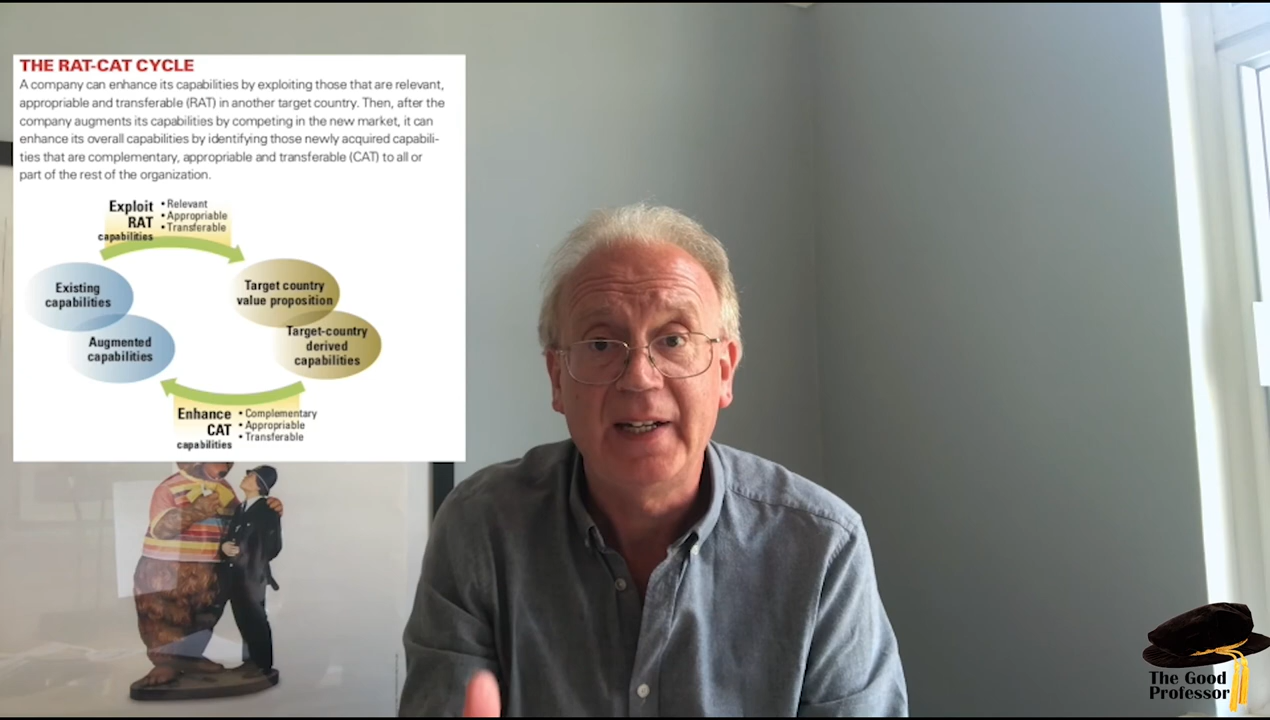 THE RAT-CAT CYCLE
A company can enhance its capabilities by exploiting those that are relevant,
appropriable and transferable (RAT) in another target country. Then, after the
company augments its capabilities by competing in the new market, it can
enhance its overall capabilities by identifying those newly acquired capabili-
ties that are complementary, appropriable and transferable (CAT) to all or
part of the rest of the organization.
Exploit
RAT
capabilities
• Relevant
• Appropriable
• Transferable
Existing
capabilities
Target country
value proposition
Augmented
capabilities
Target-country
derived
capabilities
Enhance
CAT
capabilities
• Complementary
• Appropriable
• Transferable
The Good
Professor